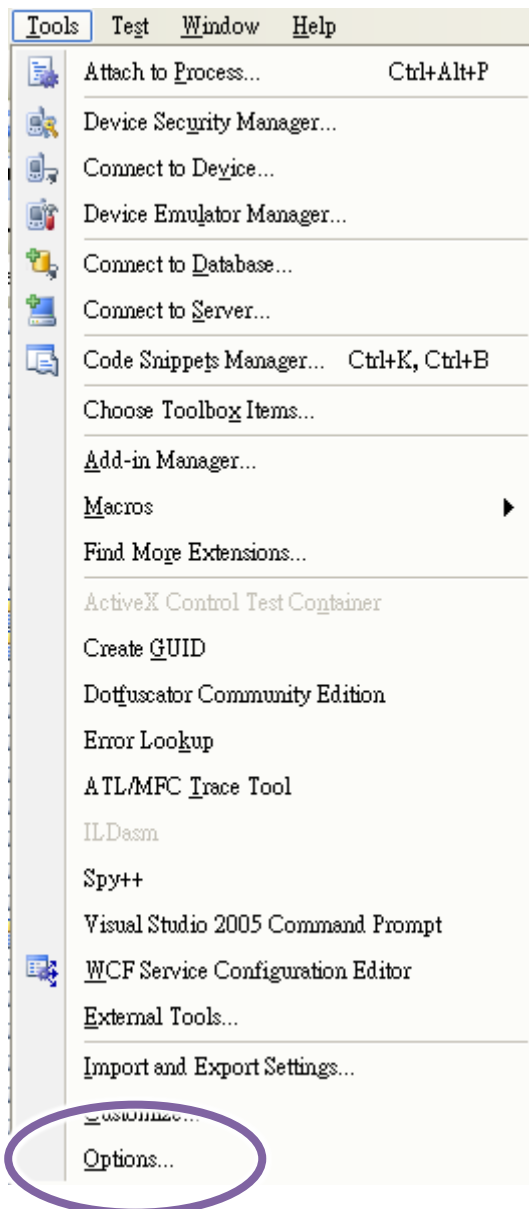 Tools Test Window Help
Attach to Process... Ctrl+Alt+P
Device Security Manager...
Connect to Device...
Device Emulator Manager...
Connect to Database...
Connect to Server...
Code Snippets Manager... Ctrl+K, Ctrl+B
Choose Toolbox Items...
Add-in Manager...
Macros
Find More Extensions...
ActiveX Control Test Container
Create GUID
Dotfuscator Community Edition
Error Lookup
ATL/MFC Trace Tool
ILDasm
Spy++
Visual Studio 2005 Command Prompt
WCF Service Configuration Editor
External Tools...
Import and Export Settings...
Customize...
Options...